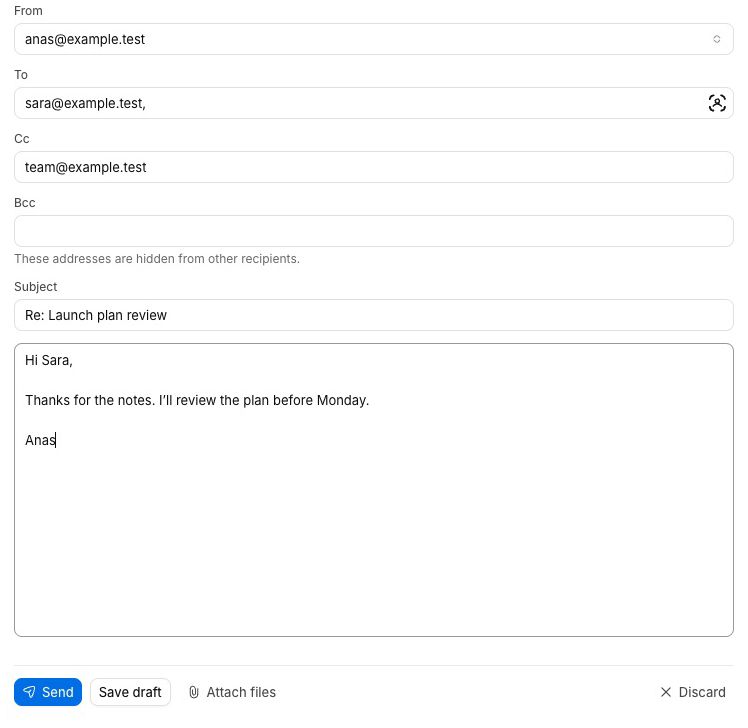 From
anas@example.test
To
sara@example.test,
Cc
team@example.test
Bcc
These addresses are hidden from other recipients.
Subject
Re: Launch plan review
Hi Sara,
Thanks for the notes. I’ll review the plan before Monday.
Anas
Send Save draft Attach files Discard